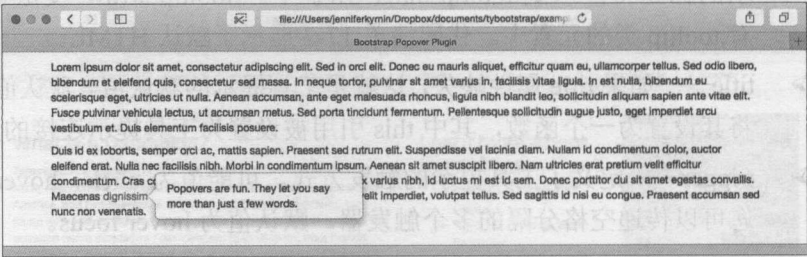 file:///Users/jenniferkyrnin/Dropbox/documents/tybootstrap/examp
Bootstrap Popover Plugin
Lorem ipsum dolor sit amet, consectetur adipiscing elit. Sed in orci elit. Donec eu mauris aliquet, efficitur quam eu, ullamcorper tellus. Sed odio libero,
bibendum et eleifend quis, consectetur sed massa. In neque tortor, pulvinar sit amet varius in, facilisis vitae ligula. In est nulla, bibendum eu
scelerisque eget, ultricies ut nulla. Aenean accumsan, ante eget malesuada rhoncus, ligula nibh blandit leo, sollicitudin aliquam sapien ante vitae elit.
Fusce pulvinar vehicula lectus, ut accumsan metus. Sed porta tincidunt fermentum. Pellentesque sollicitudin augue justo, eget imperdiet arcu
vestibulum et. Duis elementum facilisis posuere.
Duis id ex lobortis, semper orci ac, mattis sapien. Praesent sed rutrum elit. Suspendisse vel lacinia diam. Nullam id condimentum dolor, auctor
eleifend erat. Nulla nec facilisis nibh. Morbi in condimentum ipsum. Aenean sit amet suscipit libero. Nam ultricies erat pretium velit efficitur
condimentum. Cras c x varius nibh, id luctus mi est id sem. Donec porttitor dui sit amet egestas convallis.
Maecenas dignissim elit imperdiet, volutpat tellus. Sed sagittis id nisi eu congue. Praesent accumsan sed
nunc non venenatis.
Popovers are fun. They let you say
more than just a few words.